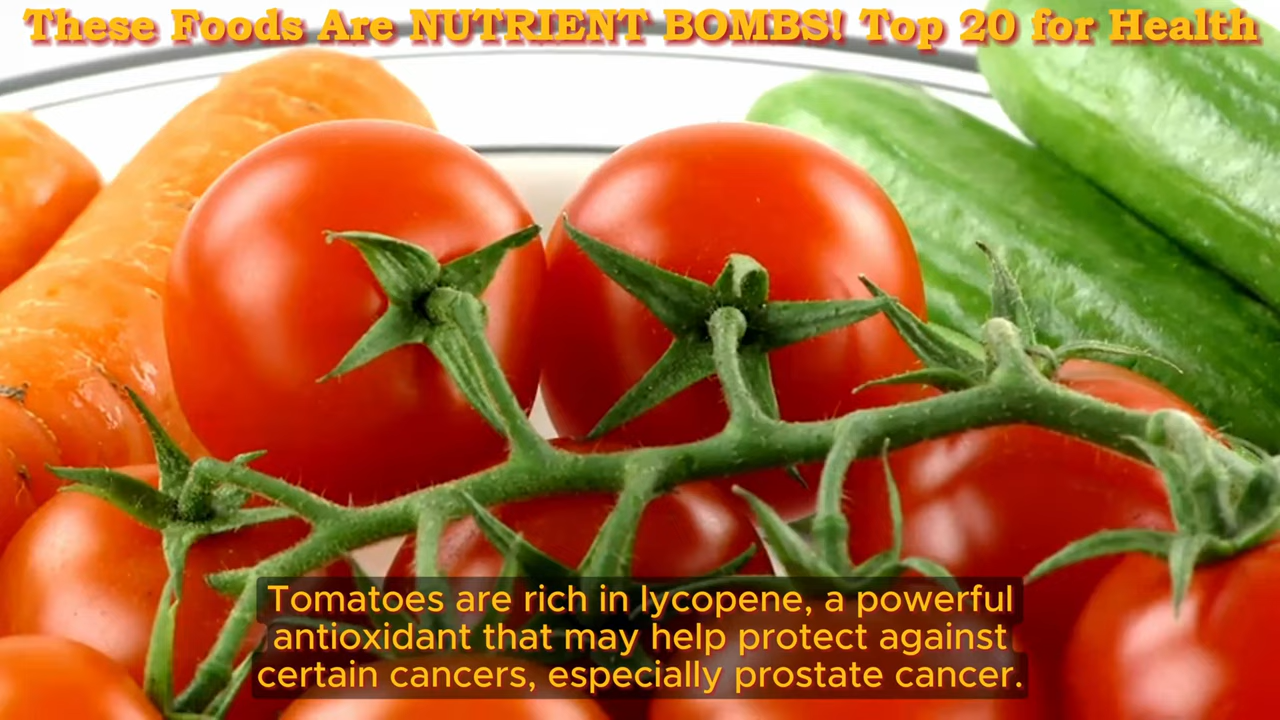 These Foods Are NUTRIENT BOMBS! Top 20 for Health
Tomatoes are rich in lycopene, a powerful
antioxidant that may help protect against
certain cancers, especially prostate cancer.